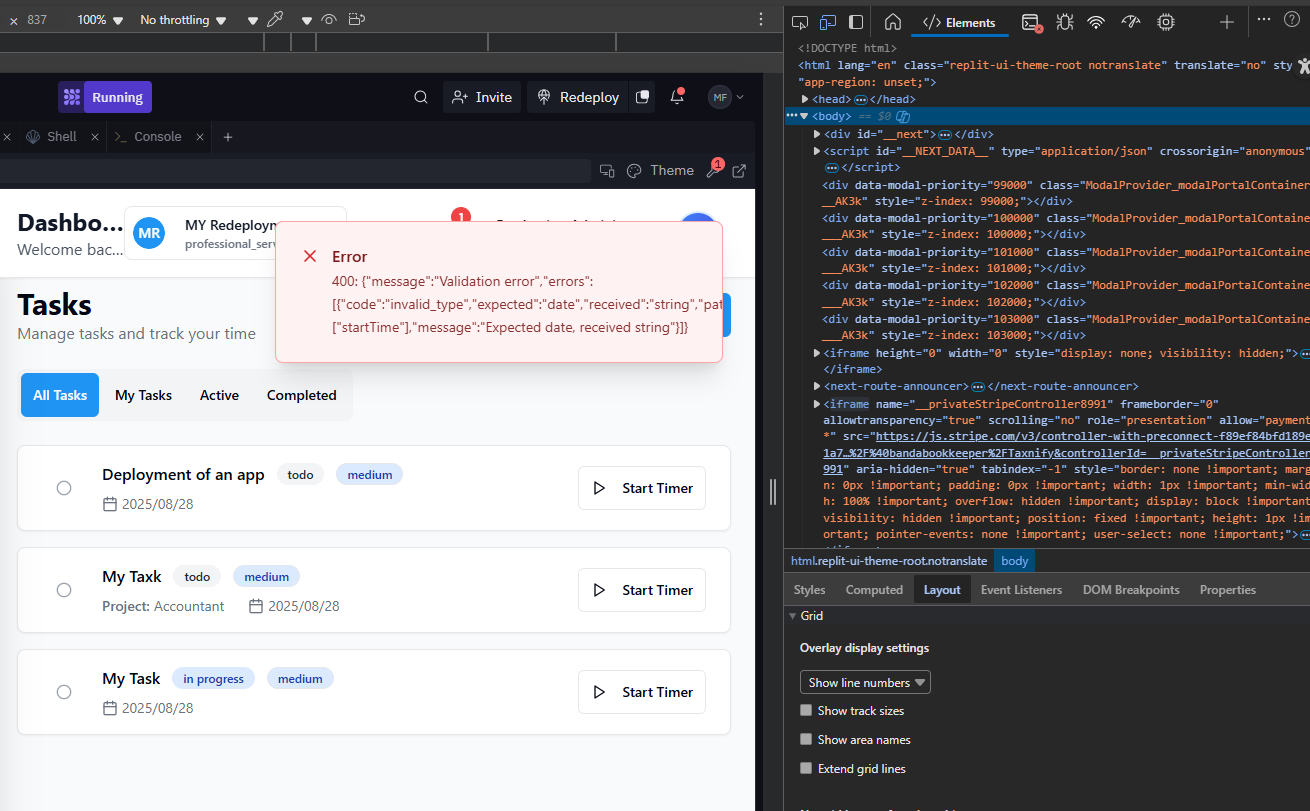 × 837 100% No throttling
Running Invite Redeploy MF
× Shell × >_ Console × +
Theme 1
Dashbo...
Welcome bac...
MR MY Redeployn
professional_serv
1
Error
400: {"message":"Validation error","errors":
[{"code":"invalid_type","expected":"date","received":"string","pat
["startTime"],"message":"Expected date, received string"}]}
Tasks
Manage tasks and track your time
All Tasks My Tasks Active Completed
Deployment of an app todo medium
2025/08/28
Start Timer
My Taxk todo medium
Project: Accountant 2025/08/28
Start Timer
My Task in progress medium
2025/08/28
Start Timer
</> Elements
<!DOCTYPE html>
<html lang="en" class="replit-ui-theme-root notranslate" translate="no" sty
"app-region: unset;">
<head>…</head>
<body> == $0
<div id="__next">…</div>
<script id="__NEXT_DATA__" type="application/json" crossorigin="anonymous"
…</script>
<div data-modal-priority="99000" class="ModalProvider_modalPortalContaine
___AK3k" style="z-index: 99000;"></div>
<div data-modal-priority="100000" class="ModalProvider_modalPortalContain
___AK3k" style="z-index: 100000;"></div>
<div data-modal-priority="101000" class="ModalProvider_modalPortalContain
___AK3k" style="z-index: 101000;"></div>
<div data-modal-priority="102000" class="ModalProvider_modalPortalContain
___AK3k" style="z-index: 102000;"></div>
<div data-modal-priority="103000" class="ModalProvider_modalPortalContain
___AK3k" style="z-index: 103000;"></div>
<iframe height="0" width="0" style="display: none; visibility: hidden;">…
</iframe>
<next-route-announcer>…</next-route-announcer>
<iframe name="__privateStripeController8991" frameborder="0"
allowtransparency="true" scrolling="no" role="presentation" allow="payment
*" src="https://js.stripe.com/v3/controller-with-preconnect-f89ef84bfd189e
1a7…%2F%40bandabookkeeper%2FTaxnify&controllerId=__privateStripeController
991" aria-hidden="true" tabindex="-1" style="border: none !important; marg
n: 0px !important; padding: 0px !important; width: 1px !important; min-wid
h: 100% !important; overflow: hidden !important; display: block !important
visibility: hidden !important; position: fixed !important; height: 1px !im
ortant; pointer-events: none !important; user-select: none !important;">…
html.replit-ui-theme-root.notranslate body
Styles Computed Layout Event Listeners DOM Breakpoints Properties
Grid
Overlay display settings
Show line numbers
Show track sizes
Show area names
Extend grid lines